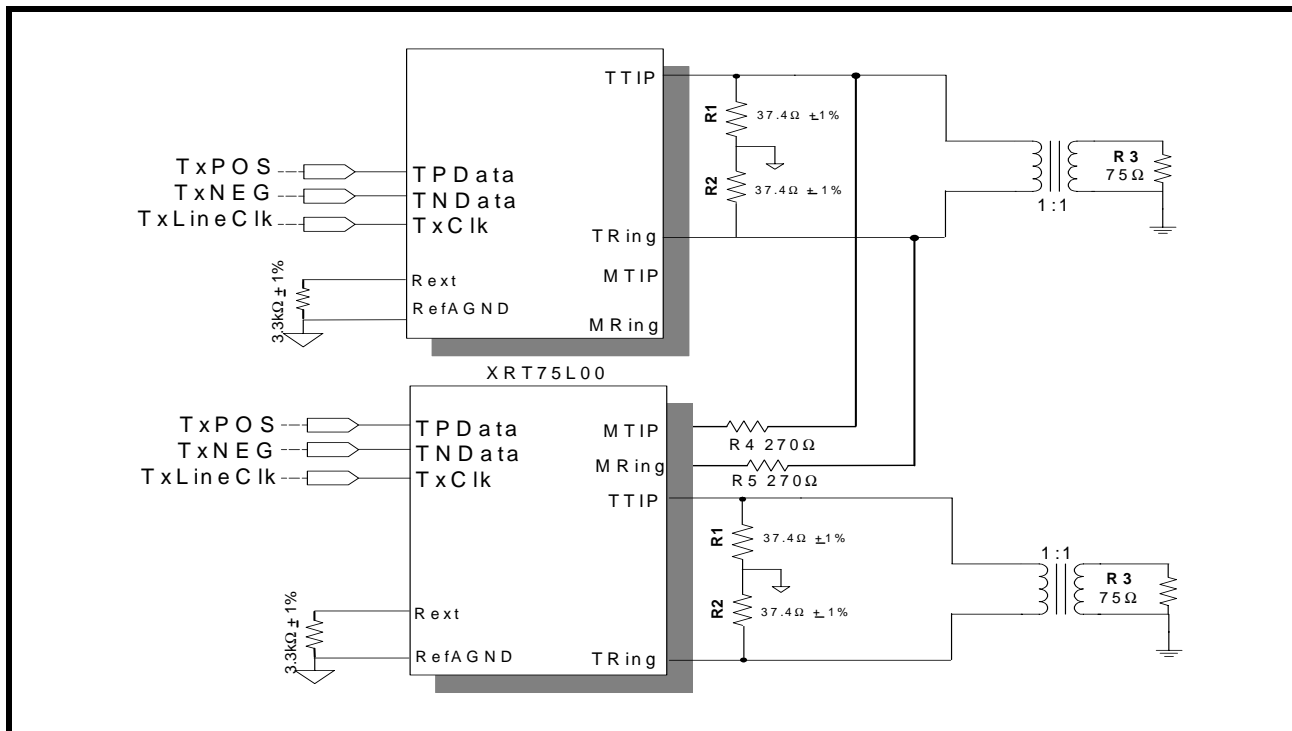 TTIP
R1
37.4Ω ±1%
R2
37.4Ω ±1%
R3
75Ω
1:1
TxPOS
TPData
TxNEG
TNData
TxLineClk
TxClk
TRing
MTIP
Rext
RefAGND
3.3kΩ ±1%
MRing
XRT75L00
TxPOS
TPData
TxNEG
TNData
TxLineClk
TxClk
MTIP
R4 270Ω
MRing
R5 270Ω
TTIP
R1
37.4Ω ±1%
R2
37.4Ω ±1%
1:1
R3
75Ω
Rext
RefAGND
3.3kΩ ±1%
TRing